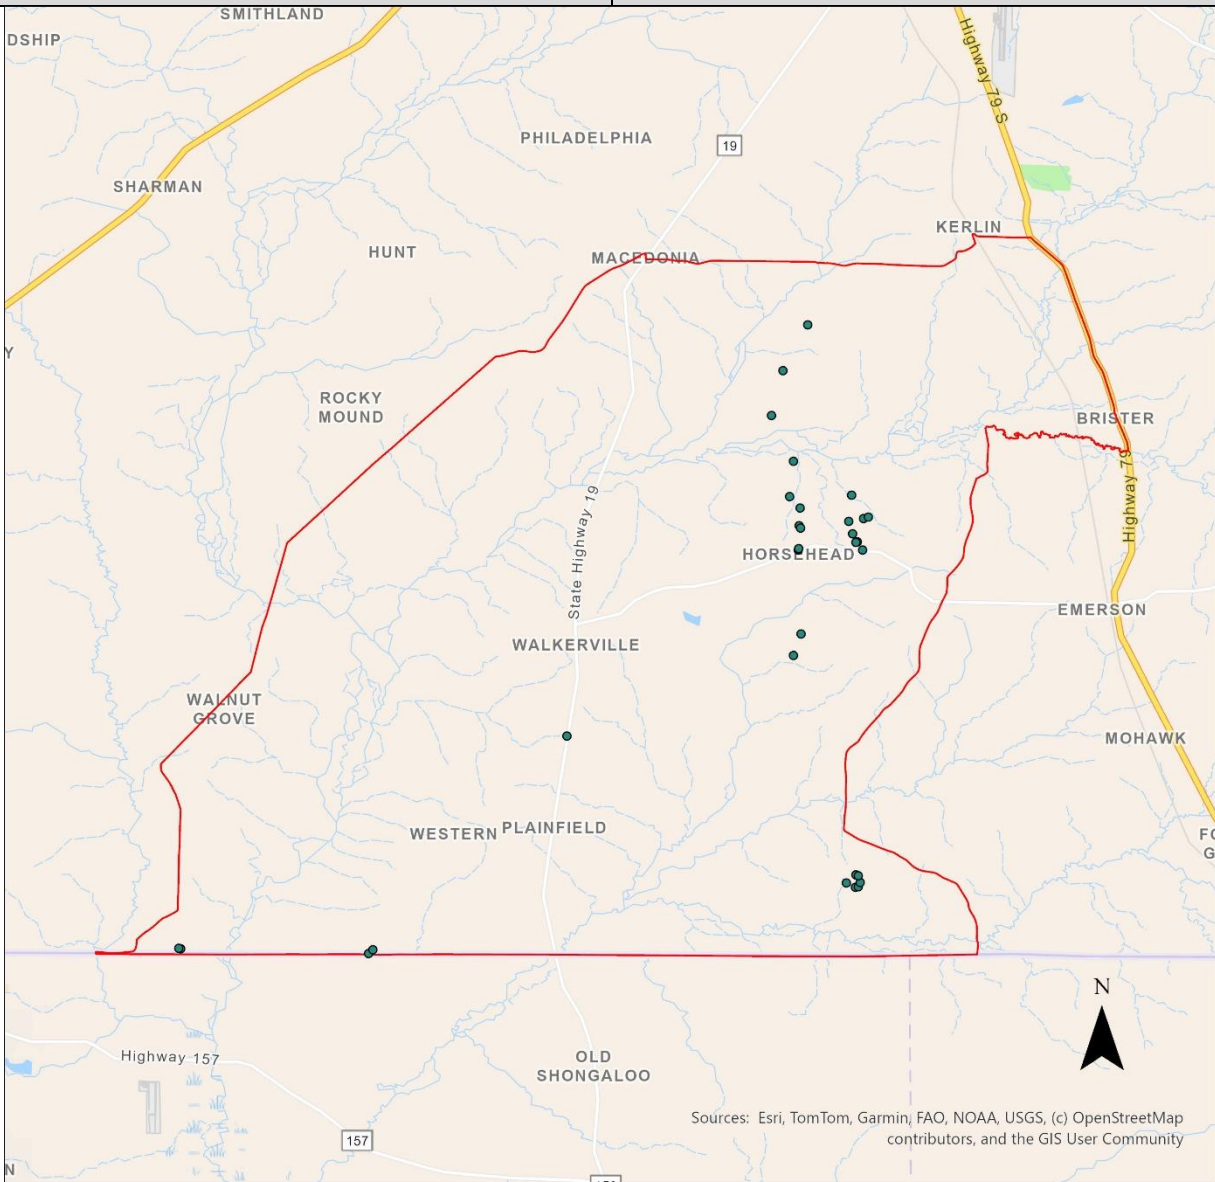 SMITHLAND
DSHIP
Highway 79 S
PHILADELPHIA
19
SHARMAN
KERLIN
HUNT
MACEDONIA
Y
ROCKY
MOUND
BRISTER
Highway 79
State Highway 19
HORSEHEAD
EMERSON
WALKERVILLE
WALNUT
GROVE
MOHAWK
WESTERN
PLAINFIELD
FO
G
N
Highway 157
OLD
SHONGALOO
Sources: Esri, TomTom, Garmin, FAO, NOAA, USGS, (c) OpenStreetMap
contributors, and the GIS User Community
157
N